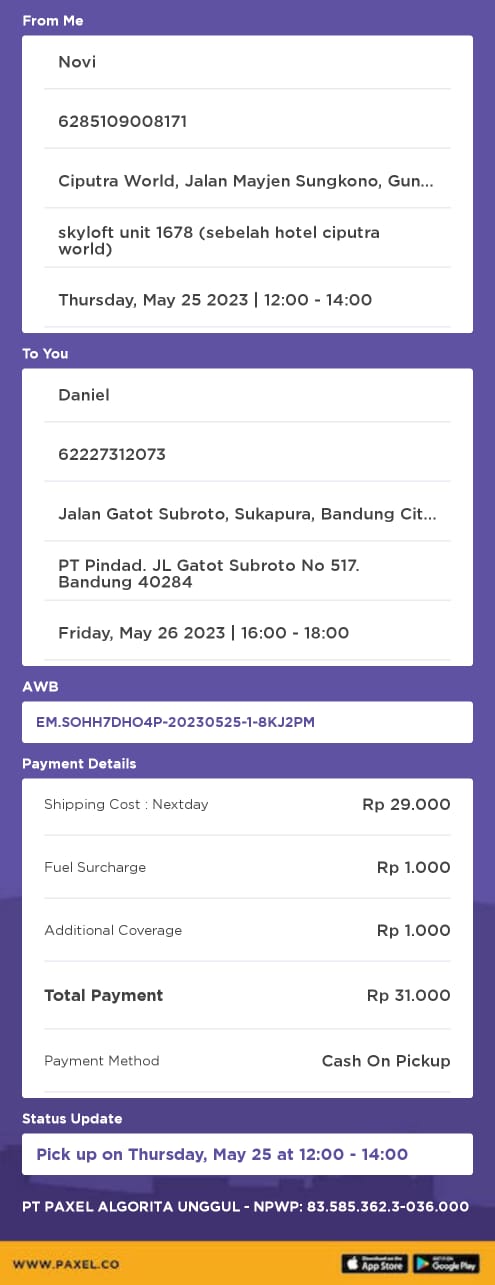 From Me
Novi
6285109008171
Ciputra World, Jalan Mayjen Sungkono, Gun...
skyloft unit 1678 (sebelah hotel ciputra
world)
Thursday, May 25 2023 | 12:00 - 14:00
To You
Daniel
62227312073
Jalan Gatot Subroto, Sukapura, Bandung Cit...
PT Pindad. JL Gatot Subroto No 517.
Bandung 40284
Friday, May 26 2023 | 16:00 - 18:00
AWB
EM.SOHH7DHO4P-20230525-1-8KJ2PM
Payment Details
Shipping Cost : Nextday Rp 29.000
Fuel Surcharge Rp 1.000
Additional Coverage Rp 1.000
Total Payment Rp 31.000
Payment Method Cash On Pickup
Status Update
Pick up on Thursday, May 25 at 12:00 - 14:00
PT PAXEL ALGORITA UNGGUL - NPWP: 83.585.362.3-036.000
WWW.PAXEL.CO
Download on the
App Store
GET IT ON
Google Play